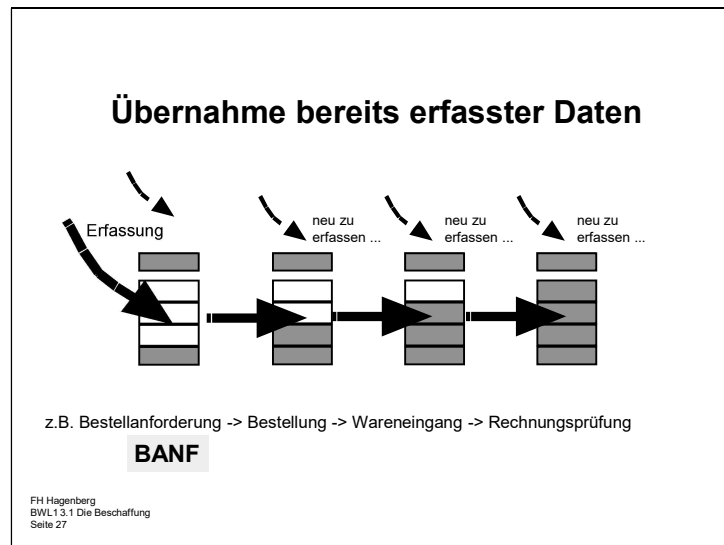 Übernahme bereits erfasster Daten
Erfassung
neu zu
erfassen ...
neu zu
erfassen ...
neu zu
erfassen ...
z.B. Bestellanforderung -> Bestellung -> Wareneingang -> Rechnungsprüfung
BANF
FH Hagenberg
BWL1 3.1 Die Beschaffung
Seite 27